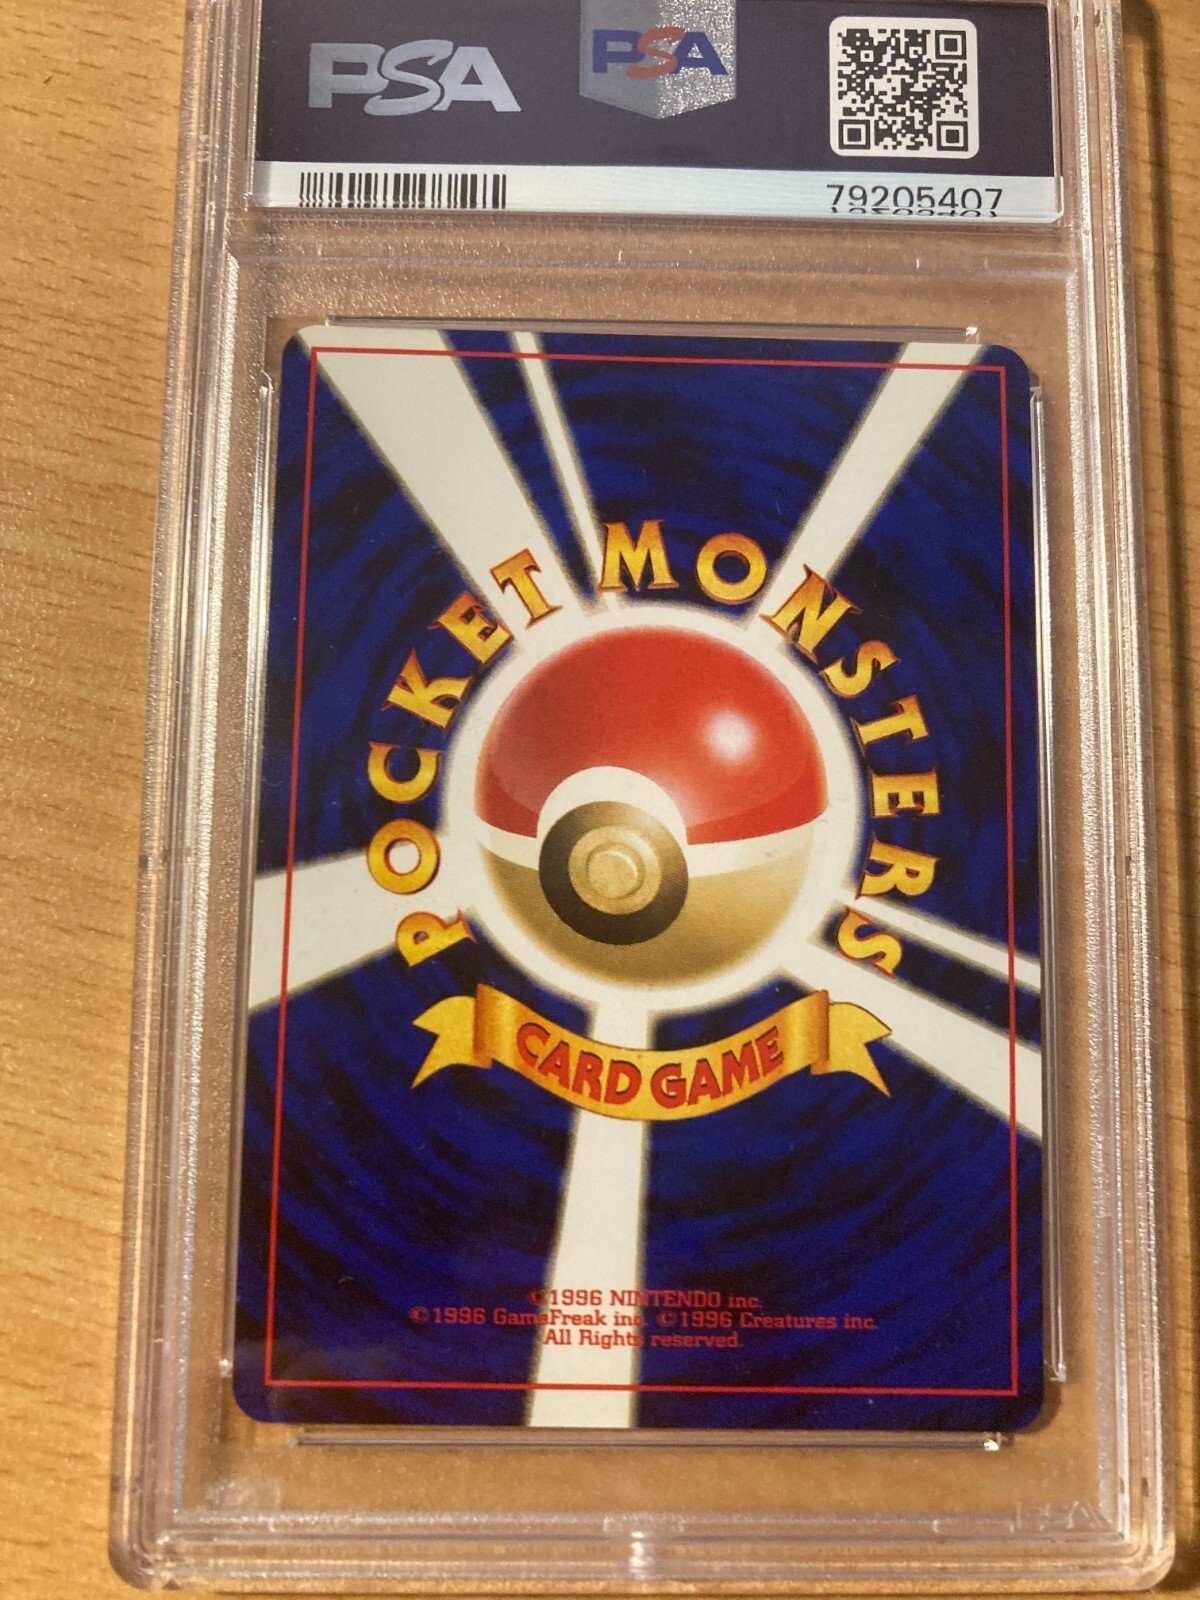 PSA
PSA
79205407
POCKET MONSTERS
CARD GAME
©1996 NINTENDO inc.
©1996 GameFreak inc. ©1996 Creatures inc.
All Rights reserved.